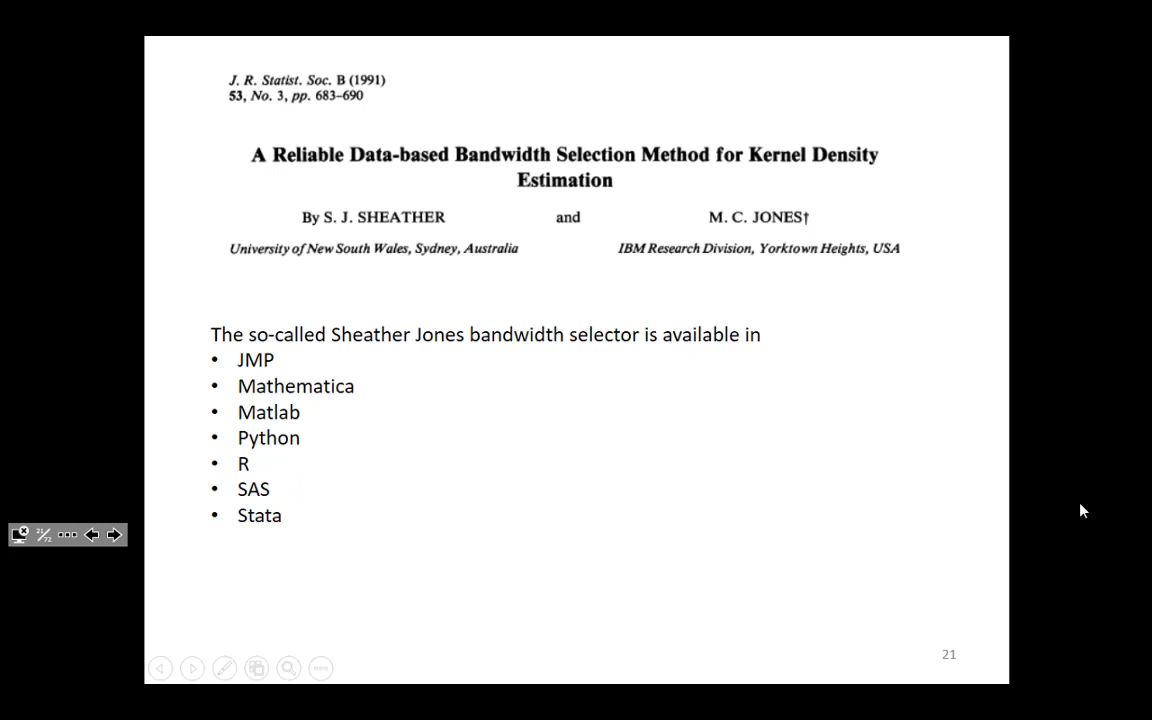 J. R. Statist. Soc. B (1991)
53, No. 3, pp. 683–690
A Reliable Data-based Bandwidth Selection Method for Kernel Density
Estimation
By S. J. SHEATHER and M. C. JONES†
University of New South Wales, Sydney, Australia IBM Research Division, Yorktown Heights, USA
The so-called Sheather Jones bandwidth selector is available in
• JMP
• Mathematica
• Matlab
• Python
• R
• SAS
• Stata
21/72
21